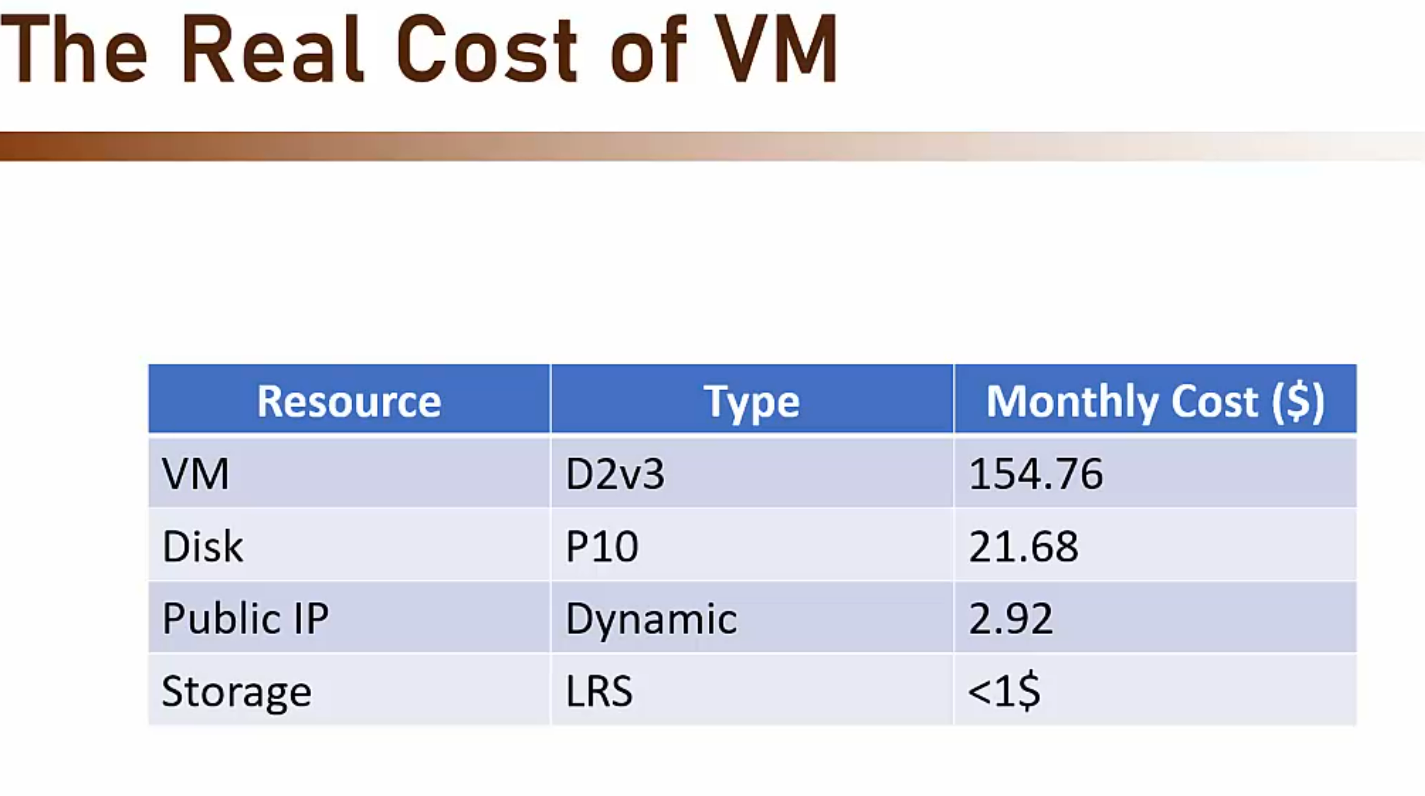 The Real Cost of VM
Resource Type Monthly Cost ($)
VM D2v3 154.76
Disk P10 21.68
Public IP Dynamic 2.92
Storage LRS <1$